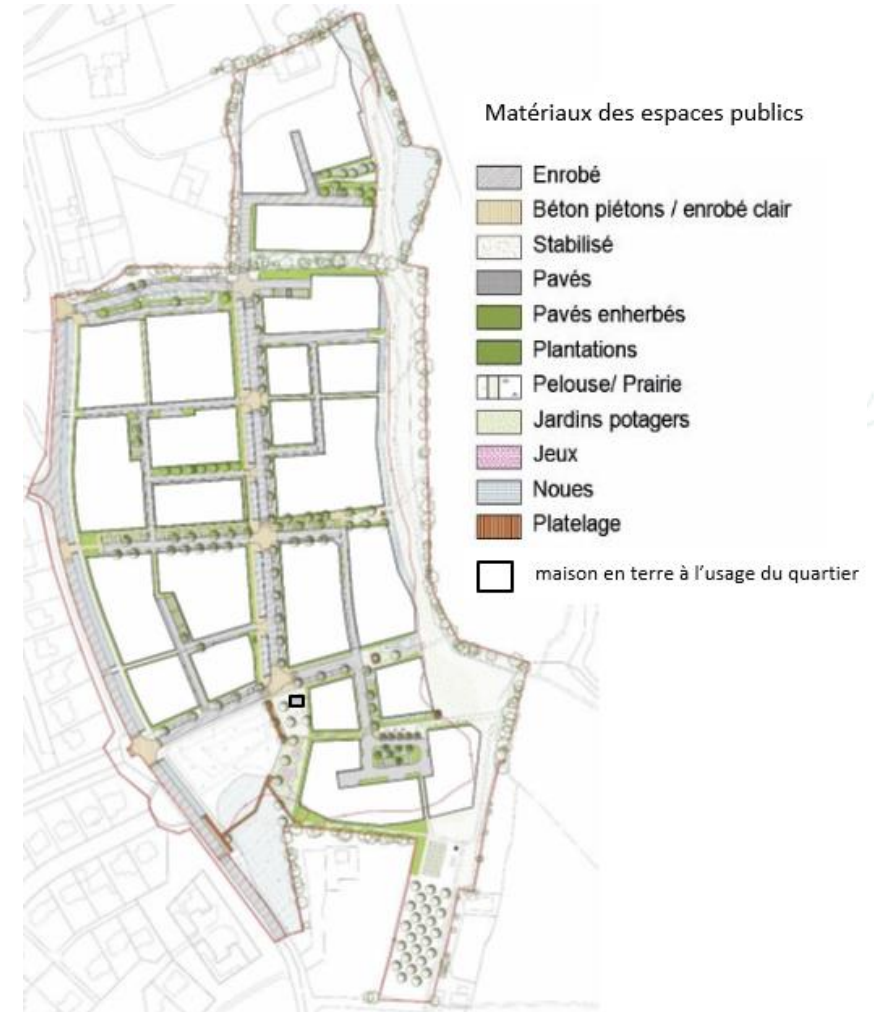 Matériaux des espaces publics
Enrobé
Béton piétons / enrobé clair
Stabilisé
Pavés
Pavés enherbés
Plantations
Pelouse/ Prairie
Jardins potagers
Jeux
Noues
Platelage
maison en terre à l'usage du quartier